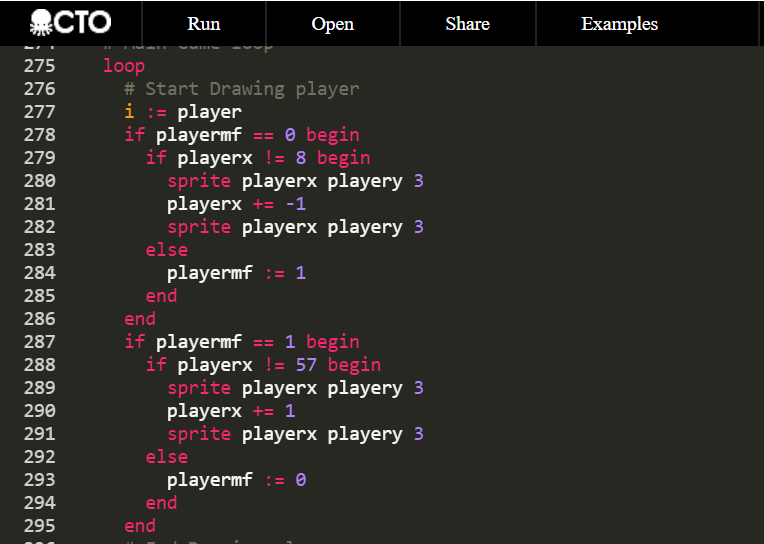 OCTO Run Open Share Examples
274 # Main Game loop
275 loop
276 # Start Drawing player
277 i := player
278 if playermf == 0 begin
279 if playerx != 8 begin
280 sprite playerx playery 3
281 playerx += -1
282 sprite playerx playery 3
283 else
284 playermf := 1
285 end
286 end
287 if playermf == 1 begin
288 if playerx != 57 begin
289 sprite playerx playery 3
290 playerx += 1
291 sprite playerx playery 3
292 else
293 playermf := 0
294 end
295 end